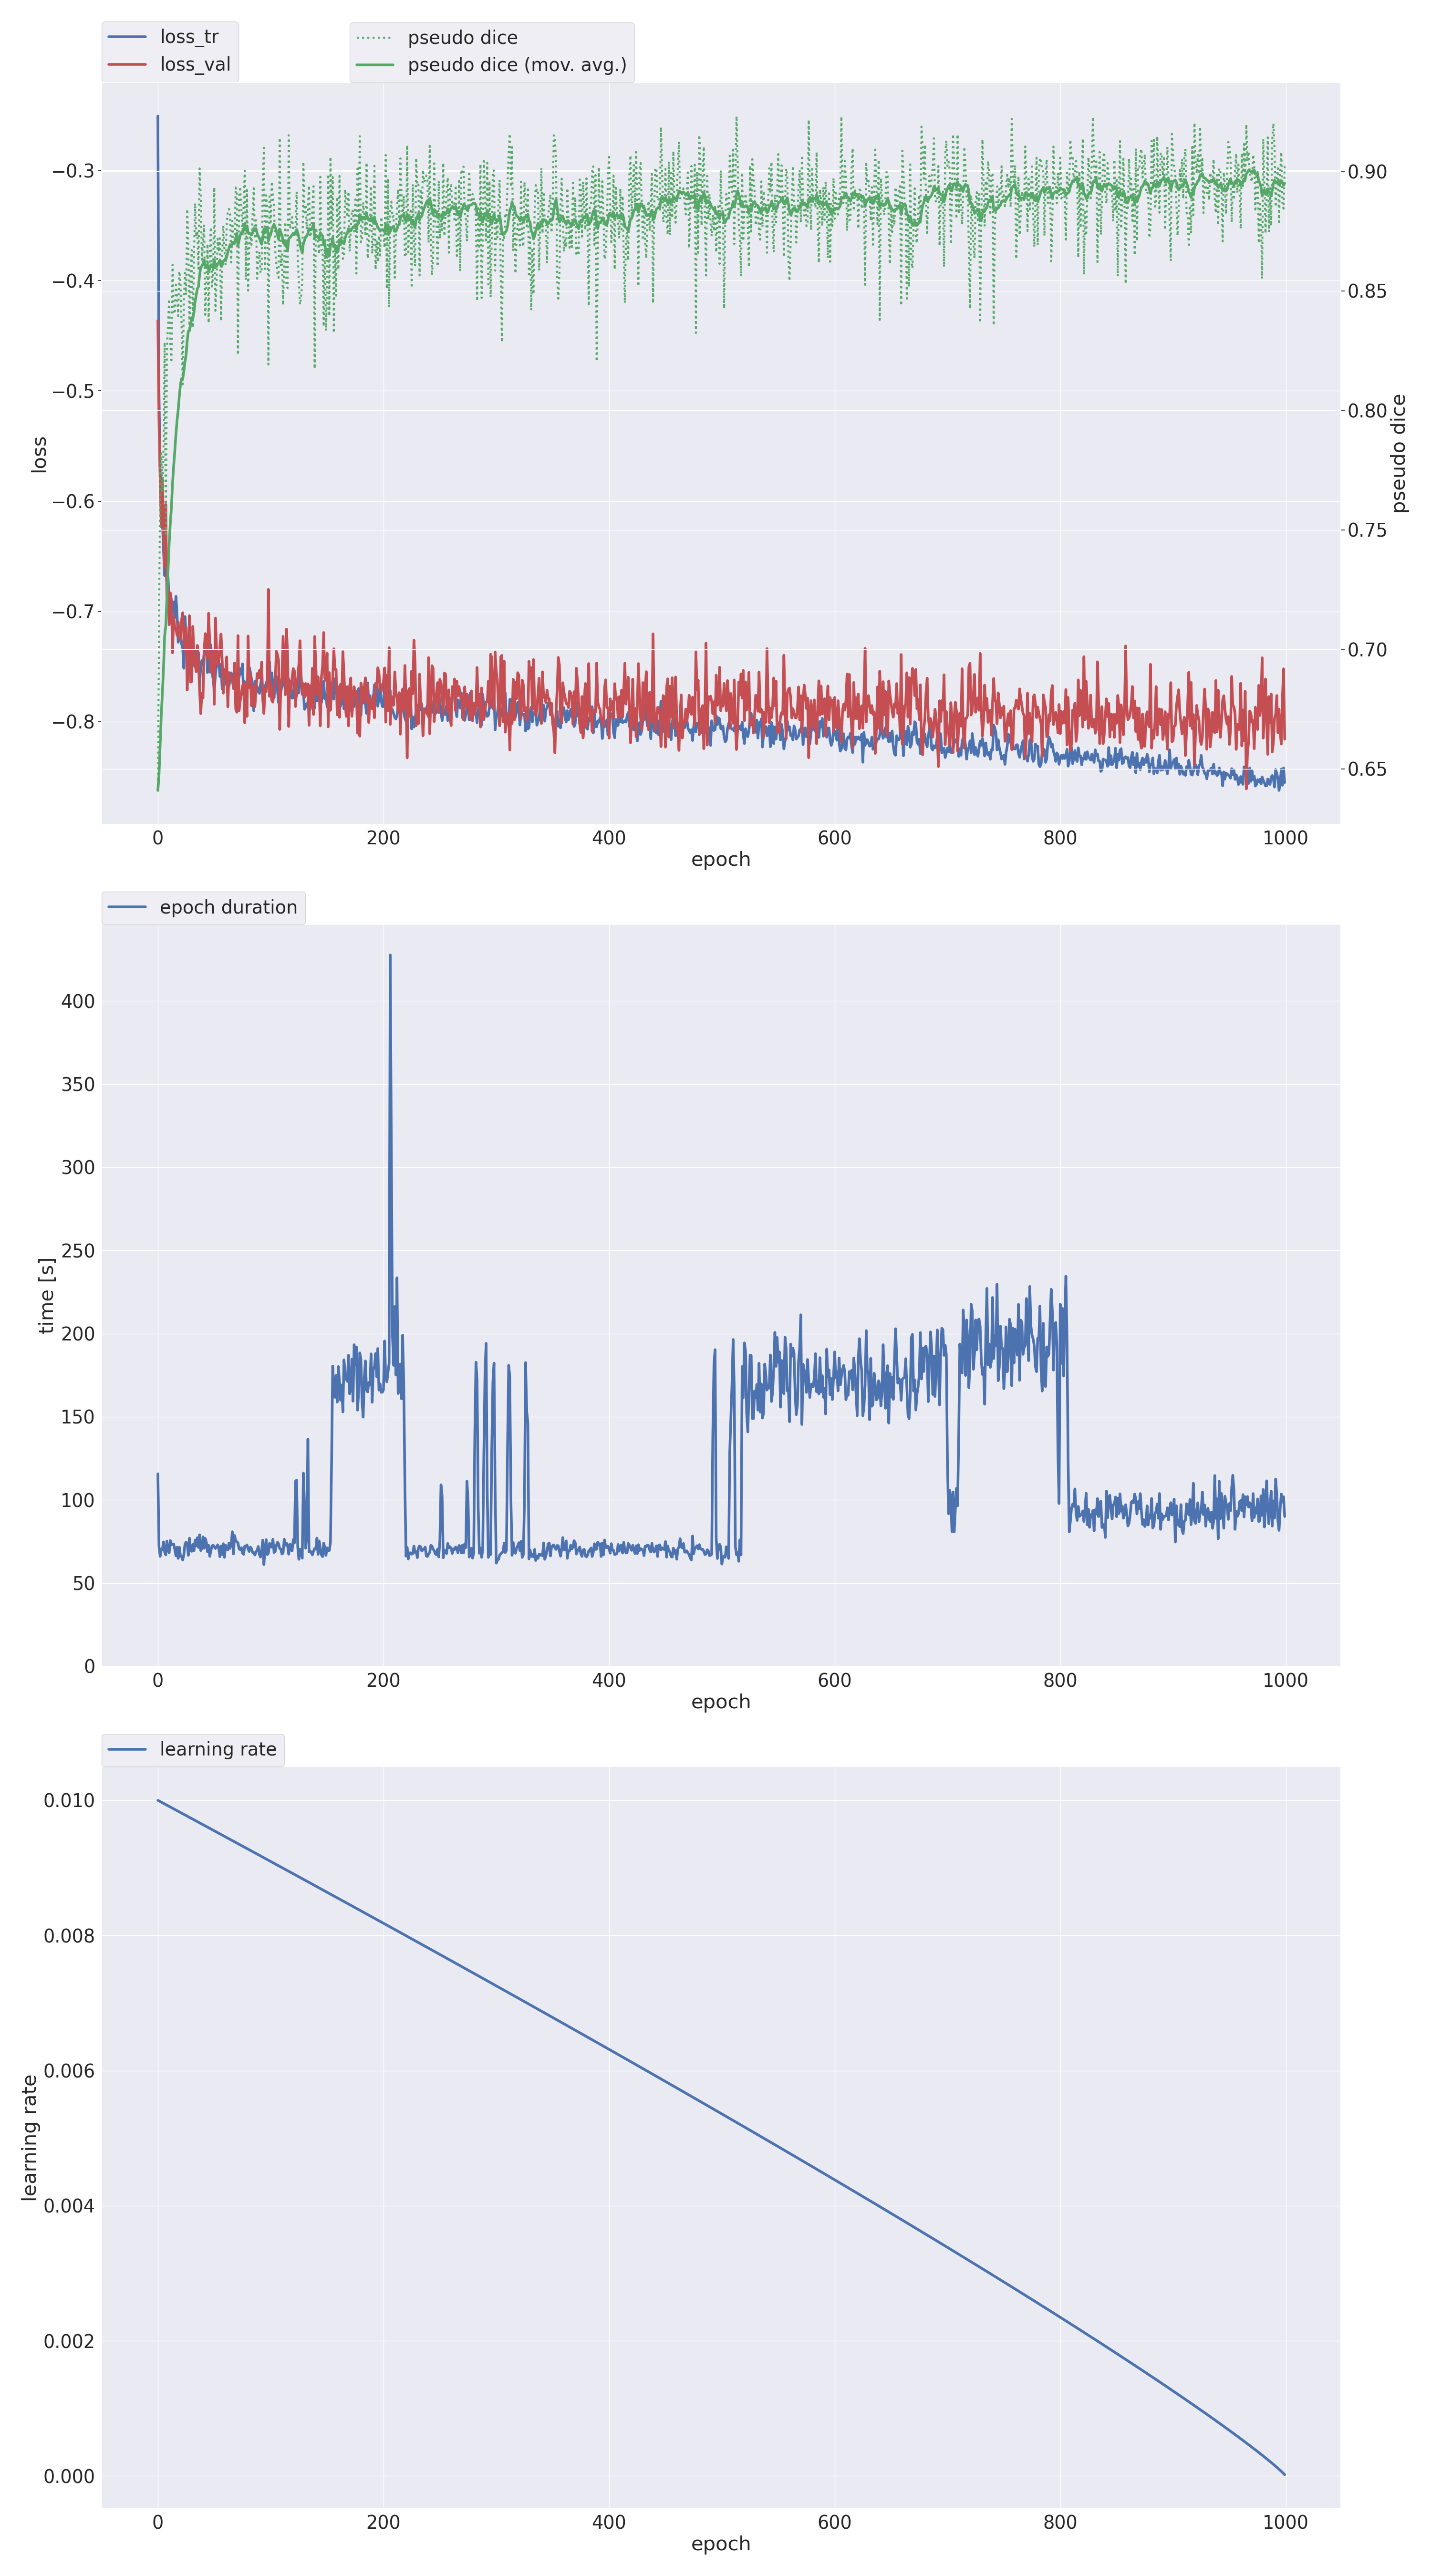 loss_tr
loss_val
pseudo dice
pseudo dice (mov. avg.)
−0.3
−0.4
−0.5
−0.6
−0.7
−0.8
loss
0.90
0.85
0.80
0.75
0.70
0.65
pseudo dice
0 200 400 600 800 1000
epoch
epoch duration
400
350
300
250
200
150
100
50
0
time [s]
0 200 400 600 800 1000
epoch
learning rate
0.010
0.008
0.006
0.004
0.002
0.000
learning rate
0 200 400 600 800 1000
epoch